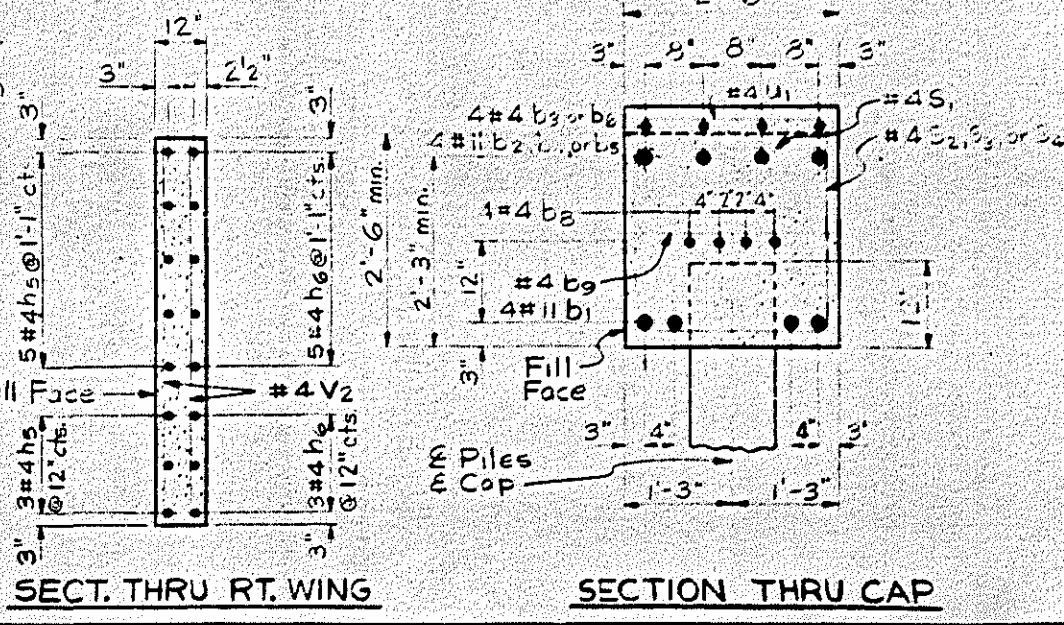 12"
3"
2½"
3"
3"
5#4h5@1'-1" cts.
5#4h6@1'-1" cts.
Face
#4V2
3#4h5
@12"cts.
3#4h6
@12"cts.
3"
3"
SECT. THRU RT. WING
3"
8"
8"
8"
3"
#4U1
4#4 b3 or b6
4#11 b2, or b5
#4S1
#4 S2, S3, or S4
2'-6" min.
2'-3" min.
4#4 b8
4"
2"
2"
4"
12"
#4 b9
4#11 b1
3"
Fill
Face
3"
4"
4"
3"
℄ Piles
℄ Cap
1'-3"
1'-3"
SECTION THRU CAP